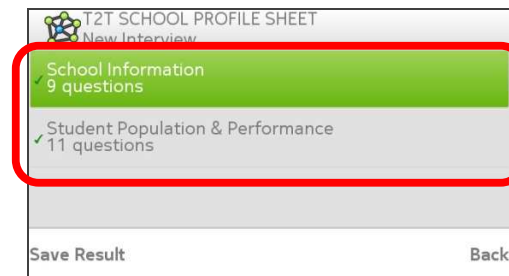 T2T SCHOOL PROFILE SHEET
New Interview
School Information
9 questions
Student Population & Performance
11 questions
Save Result
Back